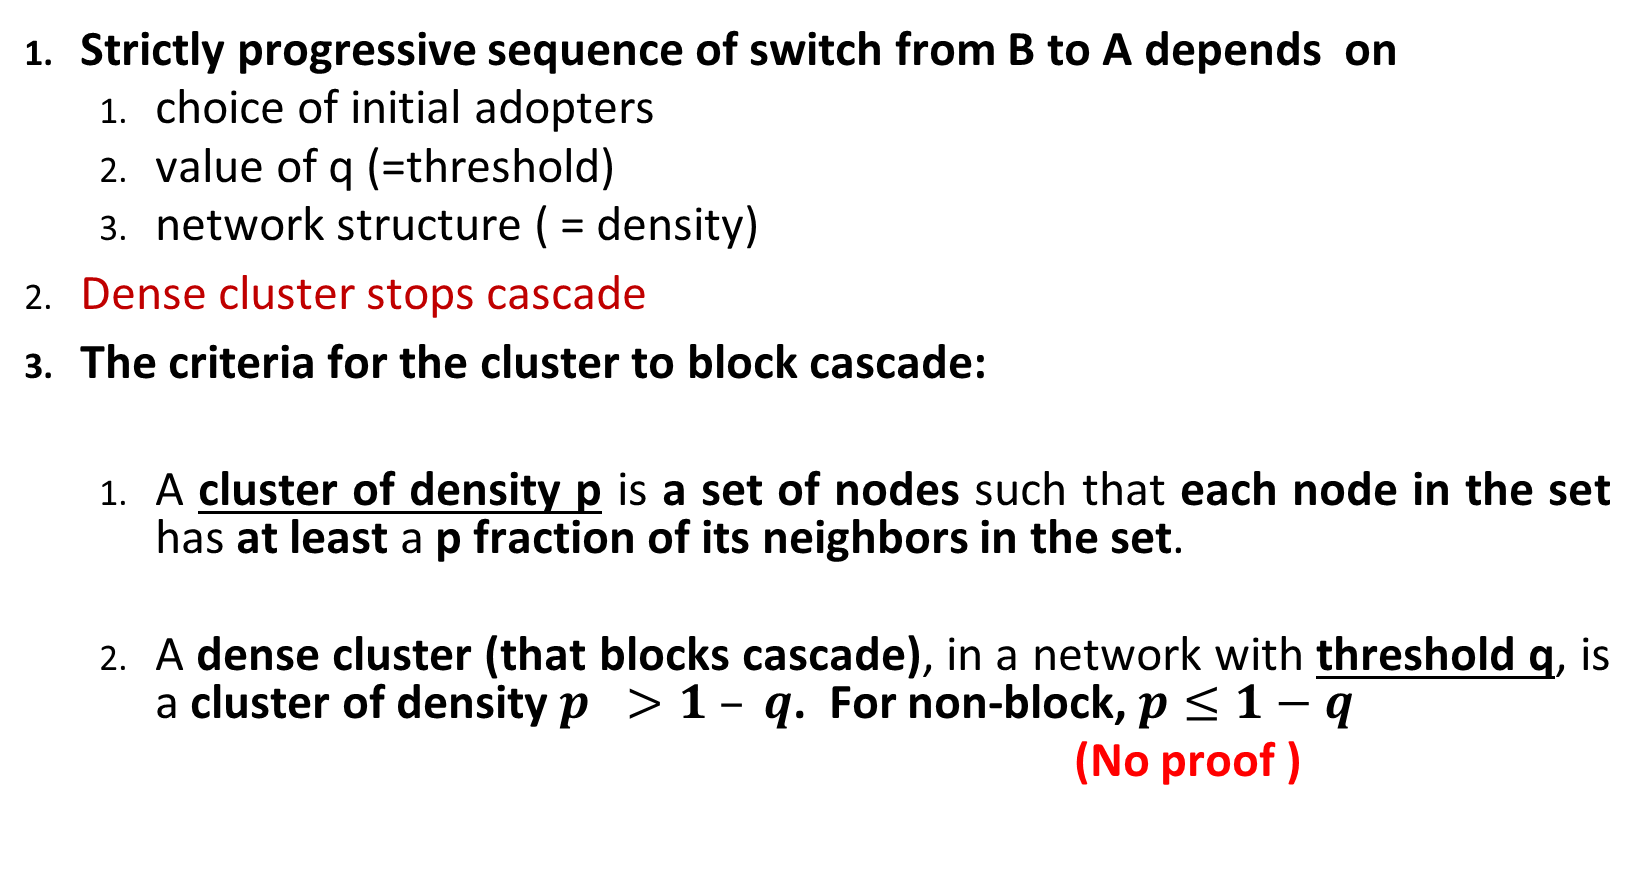 1. Strictly progressive sequence of switch from B to A depends on
1. choice of initial adopters
2. value of q (=threshold)
3. network structure ( = density)
2. Dense cluster stops cascade
3. The criteria for the cluster to block cascade:
1. A cluster of density p is a set of nodes such that each node in the set
has at least a p fraction of its neighbors in the set.
2. A dense cluster (that blocks cascade), in a network with threshold q, is
a cluster of density p > 1 – q. For non-block, p ≤ 1 − q
(No proof )